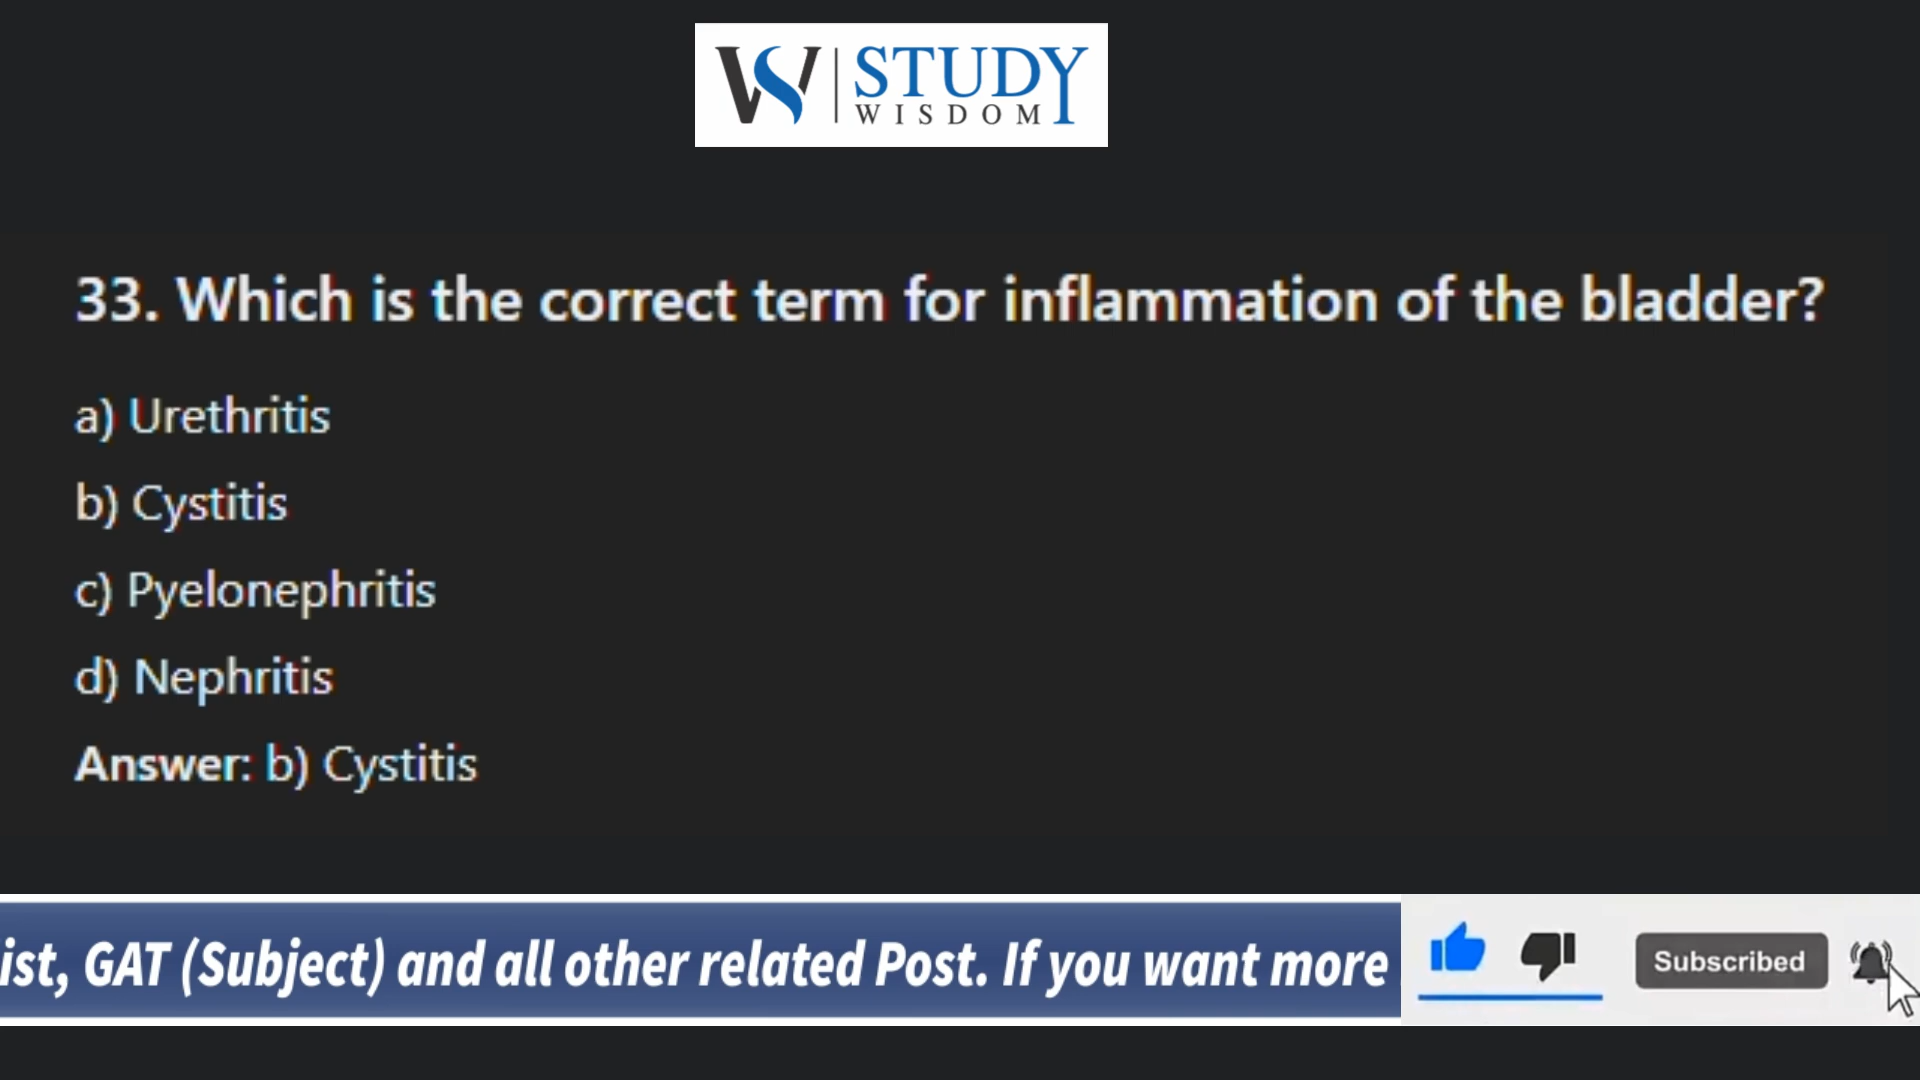 WS STUDY
WISDOM
33. Which is the correct term for inflammation of the bladder?
a) Urethritis
b) Cystitis
c) Pyelonephritis
d) Nephritis
Answer: b) Cystitis
ist, GAT (Subject) and all other related Post. If you want more
Subscribed